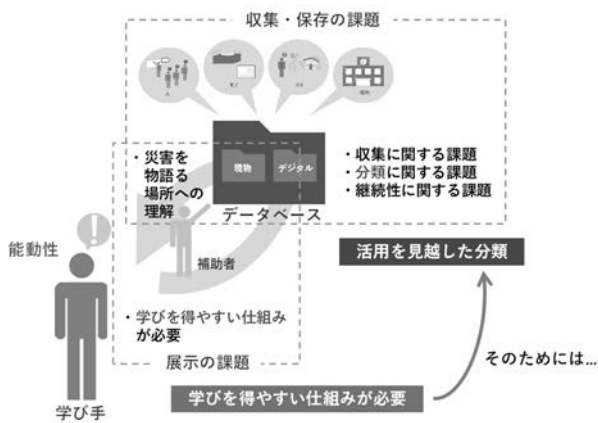 収集・保存の課題
人
モノ
コト
場所
現物
デジタル
データベース
・災害を
物語る
場所への
理解
・収集に関する課題
・分類に関する課題
・継続性に関する課題
能動性
補助者
活用を見越した分類
・学びを得やすい仕組み
が必要
展示の課題
そのためには...
学びを得やすい仕組みが必要
学び手